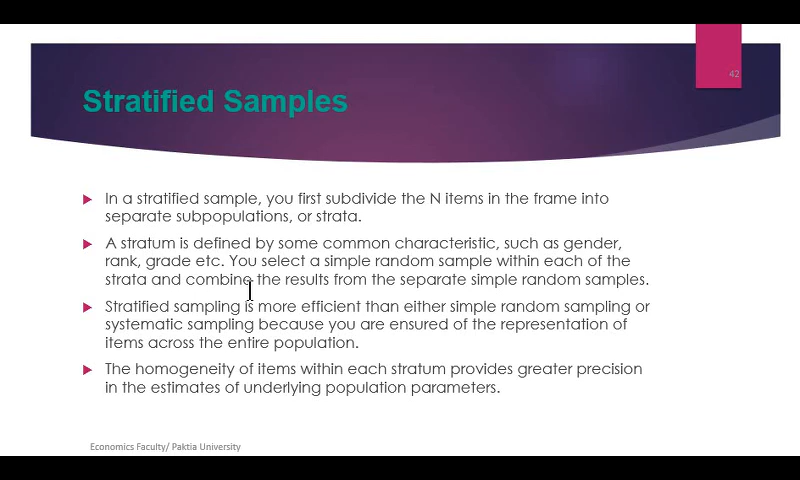 42
Stratified Samples
In a stratified sample, you first subdivide the N items in the frame into
separate subpopulations, or strata.
A stratum is defined by some common characteristic, such as gender,
rank, grade etc. You select a simple random sample within each of the
strata and combine the results from the separate simple random samples.
Stratified sampling is more efficient than either simple random sampling or
systematic sampling because you are ensured of the representation of
items across the entire population.
The homogeneity of items within each stratum provides greater precision
in the estimates of underlying population parameters.
Economics Faculty/ Paktia University